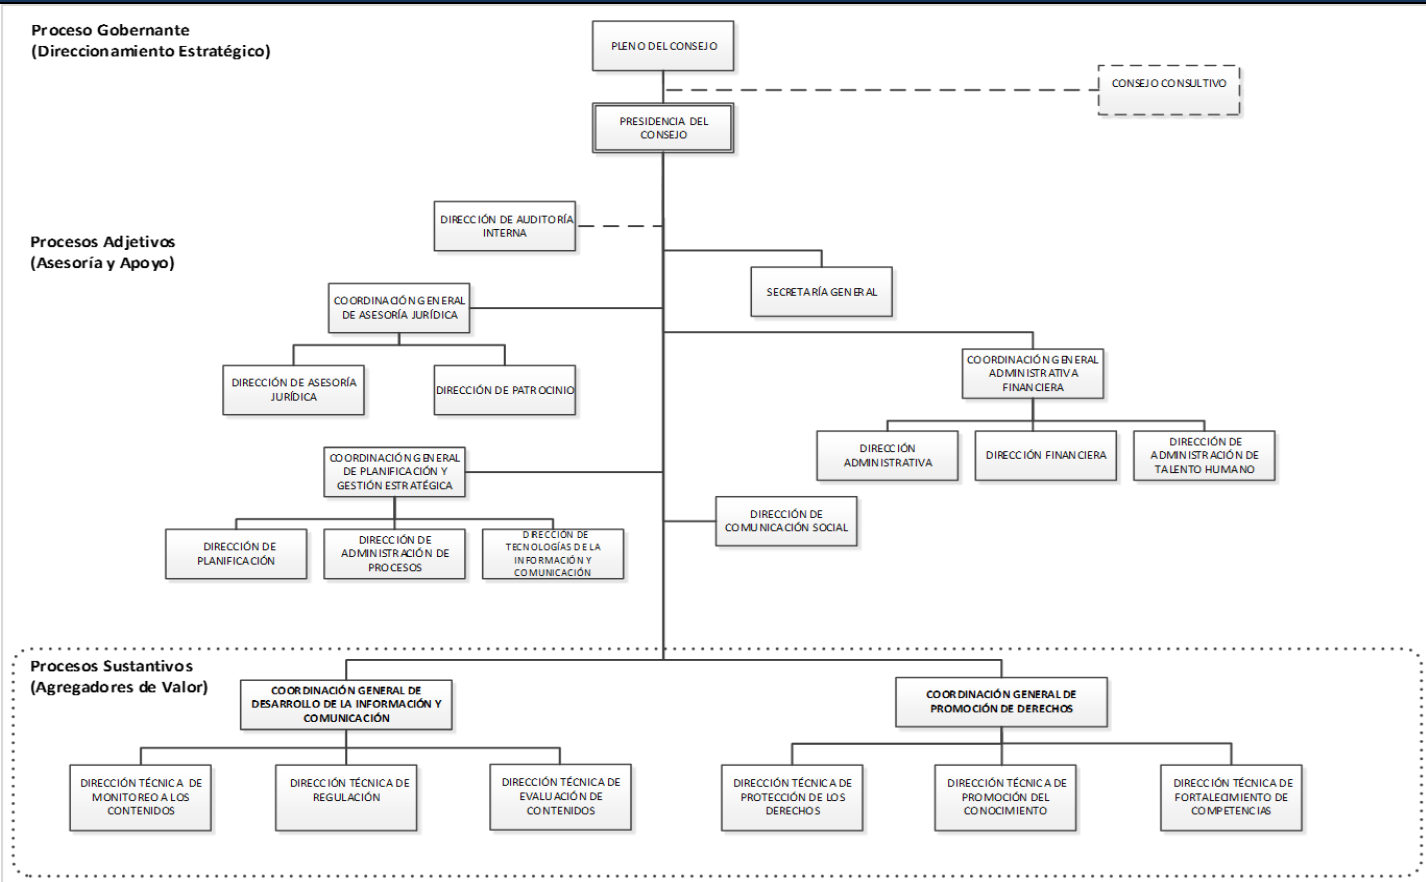 Proceso Gobernante
(Direccionamiento Estratégico)
PLENO DEL CONSEJO
CONSEJO CONSULTIVO
PRESIDENCIA DEL
CONSEJO
DIRECCIÓN DE AUDITORÍA
INTERNA
Procesos Adjetivos
(Asesoría y Apoyo)
SECRETARÍA GENERAL
COORDINACIÓN GENERAL
DE ASESORÍA JURÍDICA
COORDINACIÓN GENERAL
ADMINISTRATIVA
FINANCIERA
DIRECCIÓN DE ASESORÍA
JURÍDICA
DIRECCIÓN DE PATROCINIO
DIRECCIÓN
ADMINISTRATIVA
DIRECCIÓN FINANCIERA
DIRECCIÓN DE
ADMINISTRACIÓN DE
TALENTO HUMANO
COORDINACIÓN GENERAL
DE PLANIFICACIÓN Y
GESTIÓN ESTRATÉGICA
DIRECCIÓN DE
COMUNICACIÓN SOCIAL
DIRECCIÓN DE
PLANIFICACIÓN
DIRECCIÓN DE
ADMINISTRACIÓN DE
PROCESOS
DIRECCIÓN DE
TECNOLOGÍAS DE LA
INFORMACIÓN Y
COMUNICACIÓN
Procesos Sustantivos
(Agregadores de Valor)
COORDINACIÓN GENERAL DE
DESARROLLO DE LA INFORMACIÓN Y
COMUNICACIÓN
COORDINACIÓN GENERAL DE
PROMOCIÓN DE DERECHOS
DIRECCIÓN TÉCNICA DE
MONITOREO A LOS
CONTENIDOS
DIRECCIÓN TÉCNICA DE
REGULACIÓN
DIRECCIÓN TÉCNICA DE
EVALUACIÓN DE
CONTENIDOS
DIRECCIÓN TÉCNICA DE
PROTECCIÓN DE LOS
DERECHOS
DIRECCIÓN TÉCNICA DE
PROMOCIÓN DEL
CONOCIMIENTO
DIRECCIÓN TÉCNICA DE
FORTALECIMIENTO DE
COMPETENCIAS